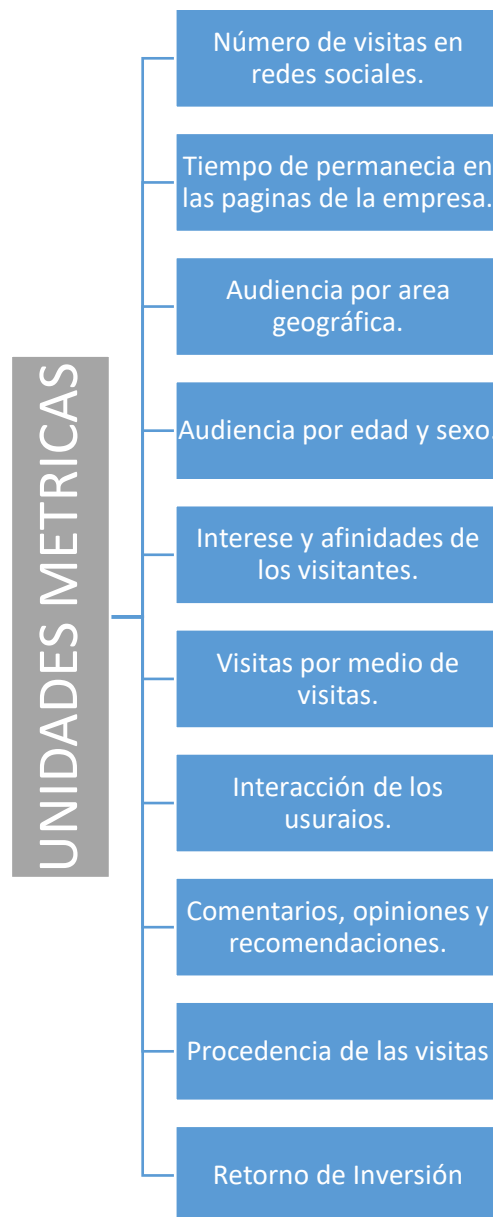 UNIDADES METRICAS
Número de visitas en
redes sociales.
Tiempo de permanecia en
las paginas de la empresa.
Audiencia por area
geográfica.
Audiencia por edad y sexo.
Interese y afinidades de
los visitantes.
Visitas por medio de
visitas.
Interacción de los
usuraios.
Comentarios, opiniones y
recomendaciones.
Procedencia de las visitas
Retorno de Inversión